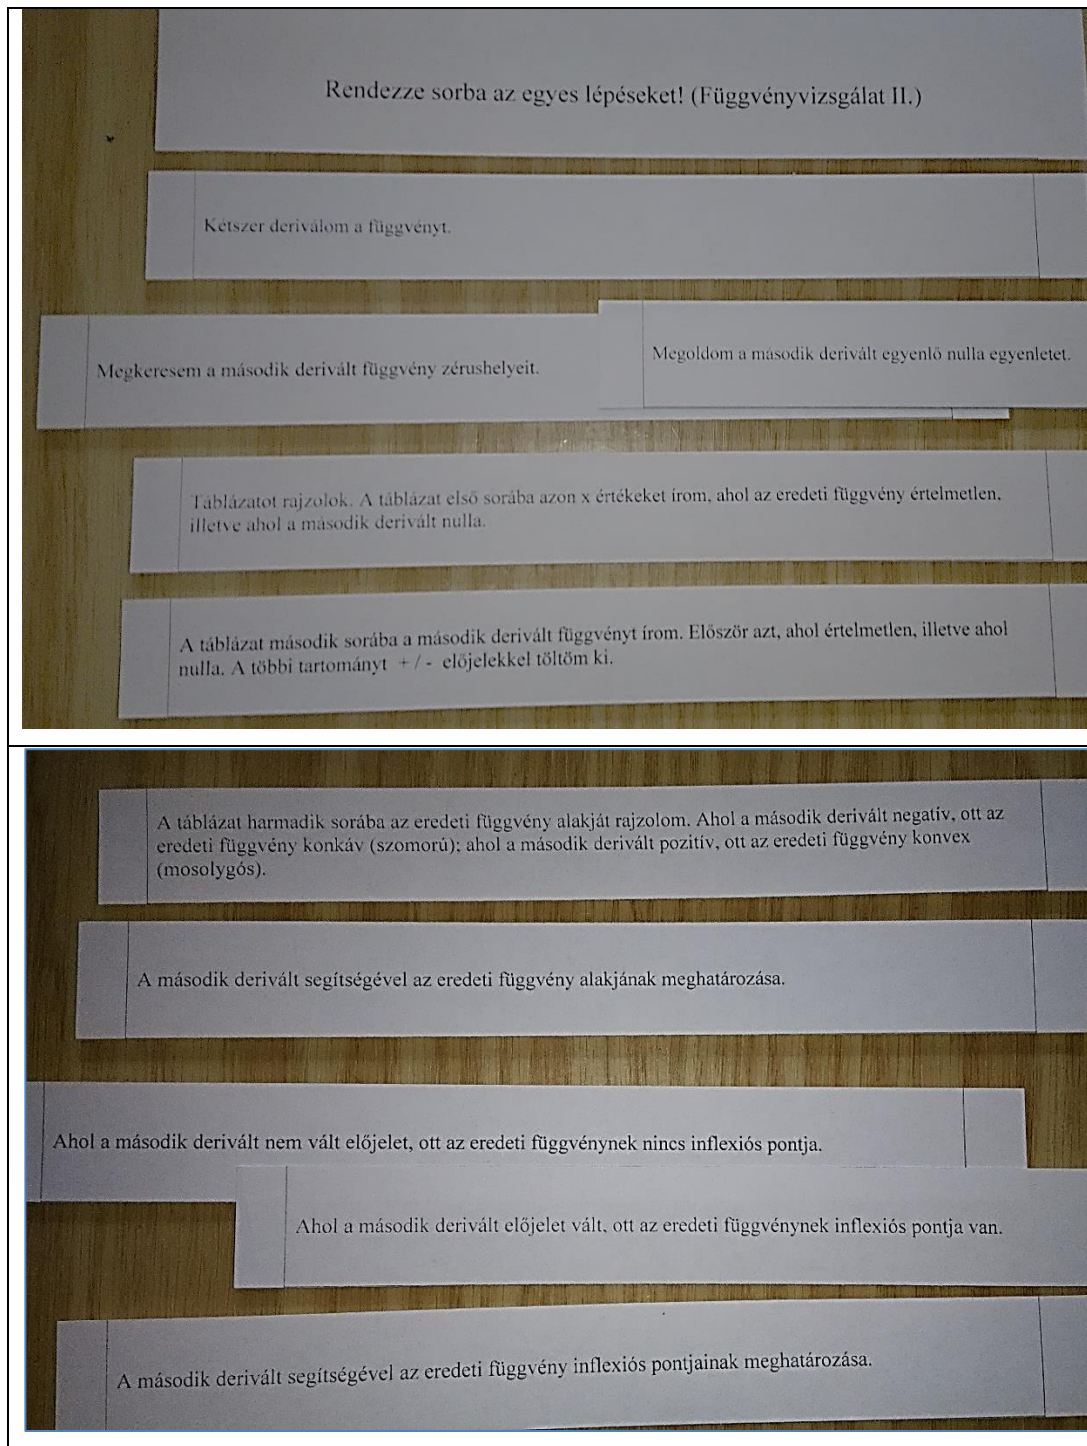 Rendezze sorba az egyes lépéseket! (Függvényvizsgálat II.)
Kétszer deriválom a függvényt.
Megkeresem a második derivált függvény zérushelyeit.
Megoldom a második derivált egyenlő nulla egyenletet.
Táblázatot rajzolok. A táblázat első sorába azon x értékeket írom, ahol az eredeti függvény értelmetlen,
illetve ahol a második derivált nulla.
A táblázat második sorába a második derivált függvényt írom. Először azt, ahol értelmetlen, illetve ahol
nulla. A többi tartományt + / - előjelekkel töltöm ki.
A táblázat harmadik sorába az eredeti függvény alakját rajzolom. Ahol a második derivált negatív, ott az
eredeti függvény konkáv (szomorú); ahol a második derivált pozitív, ott az eredeti függvény konvex
(mosolygós).
A második derivált segítségével az eredeti függvény alakjának meghatározása.
Ahol a második derivált nem vált előjelet, ott az eredeti függvénynek nincs inflexiós pontja.
Ahol a második derivált előjelet vált, ott az eredeti függvénynek inflexiós pontja van.
A második derivált segítségével az eredeti függvény inflexiós pontjainak meghatározása.